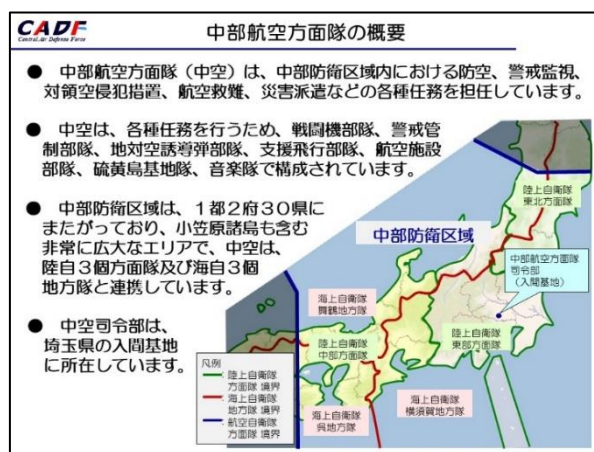 CADF
Central Air Defense Force
中部航空方面隊の概要
● 中部航空方面隊（中空）は、中部防衛区域内における防空、警戒監視、
対領空侵犯措置、航空救難、災害派遣などの各種任務を担任しています。
● 中空は、各種任務を行うため、戦闘機部隊、警戒管
制部隊、地対空誘導弾部隊、支援飛行部隊、航空施設
部隊、硫黄島基地隊、音楽隊で構成されています。
● 中部防衛区域は、１都２府３０県に
またがっており、小笠原諸島も含む
非常に広大なエリアで、中空は、
陸自３個方面隊及び海自３個
地方隊と連携しています。
● 中空司令部は、
埼玉県の入間基地
に所在しています。
陸上自衛隊
東北方面隊
中部防衛区域
中部航空方面隊
司令部
（入間基地）
海上自衛隊
舞鶴地方隊
陸上自衛隊
中部方面隊
陸上自衛隊
東部方面隊
海上自衛隊
呉地方隊
海上自衛隊
横須賀地方隊
凡例
陸上自衛隊
方面隊 境界
海上自衛隊
地方隊 境界
航空自衛隊
方面隊 境界